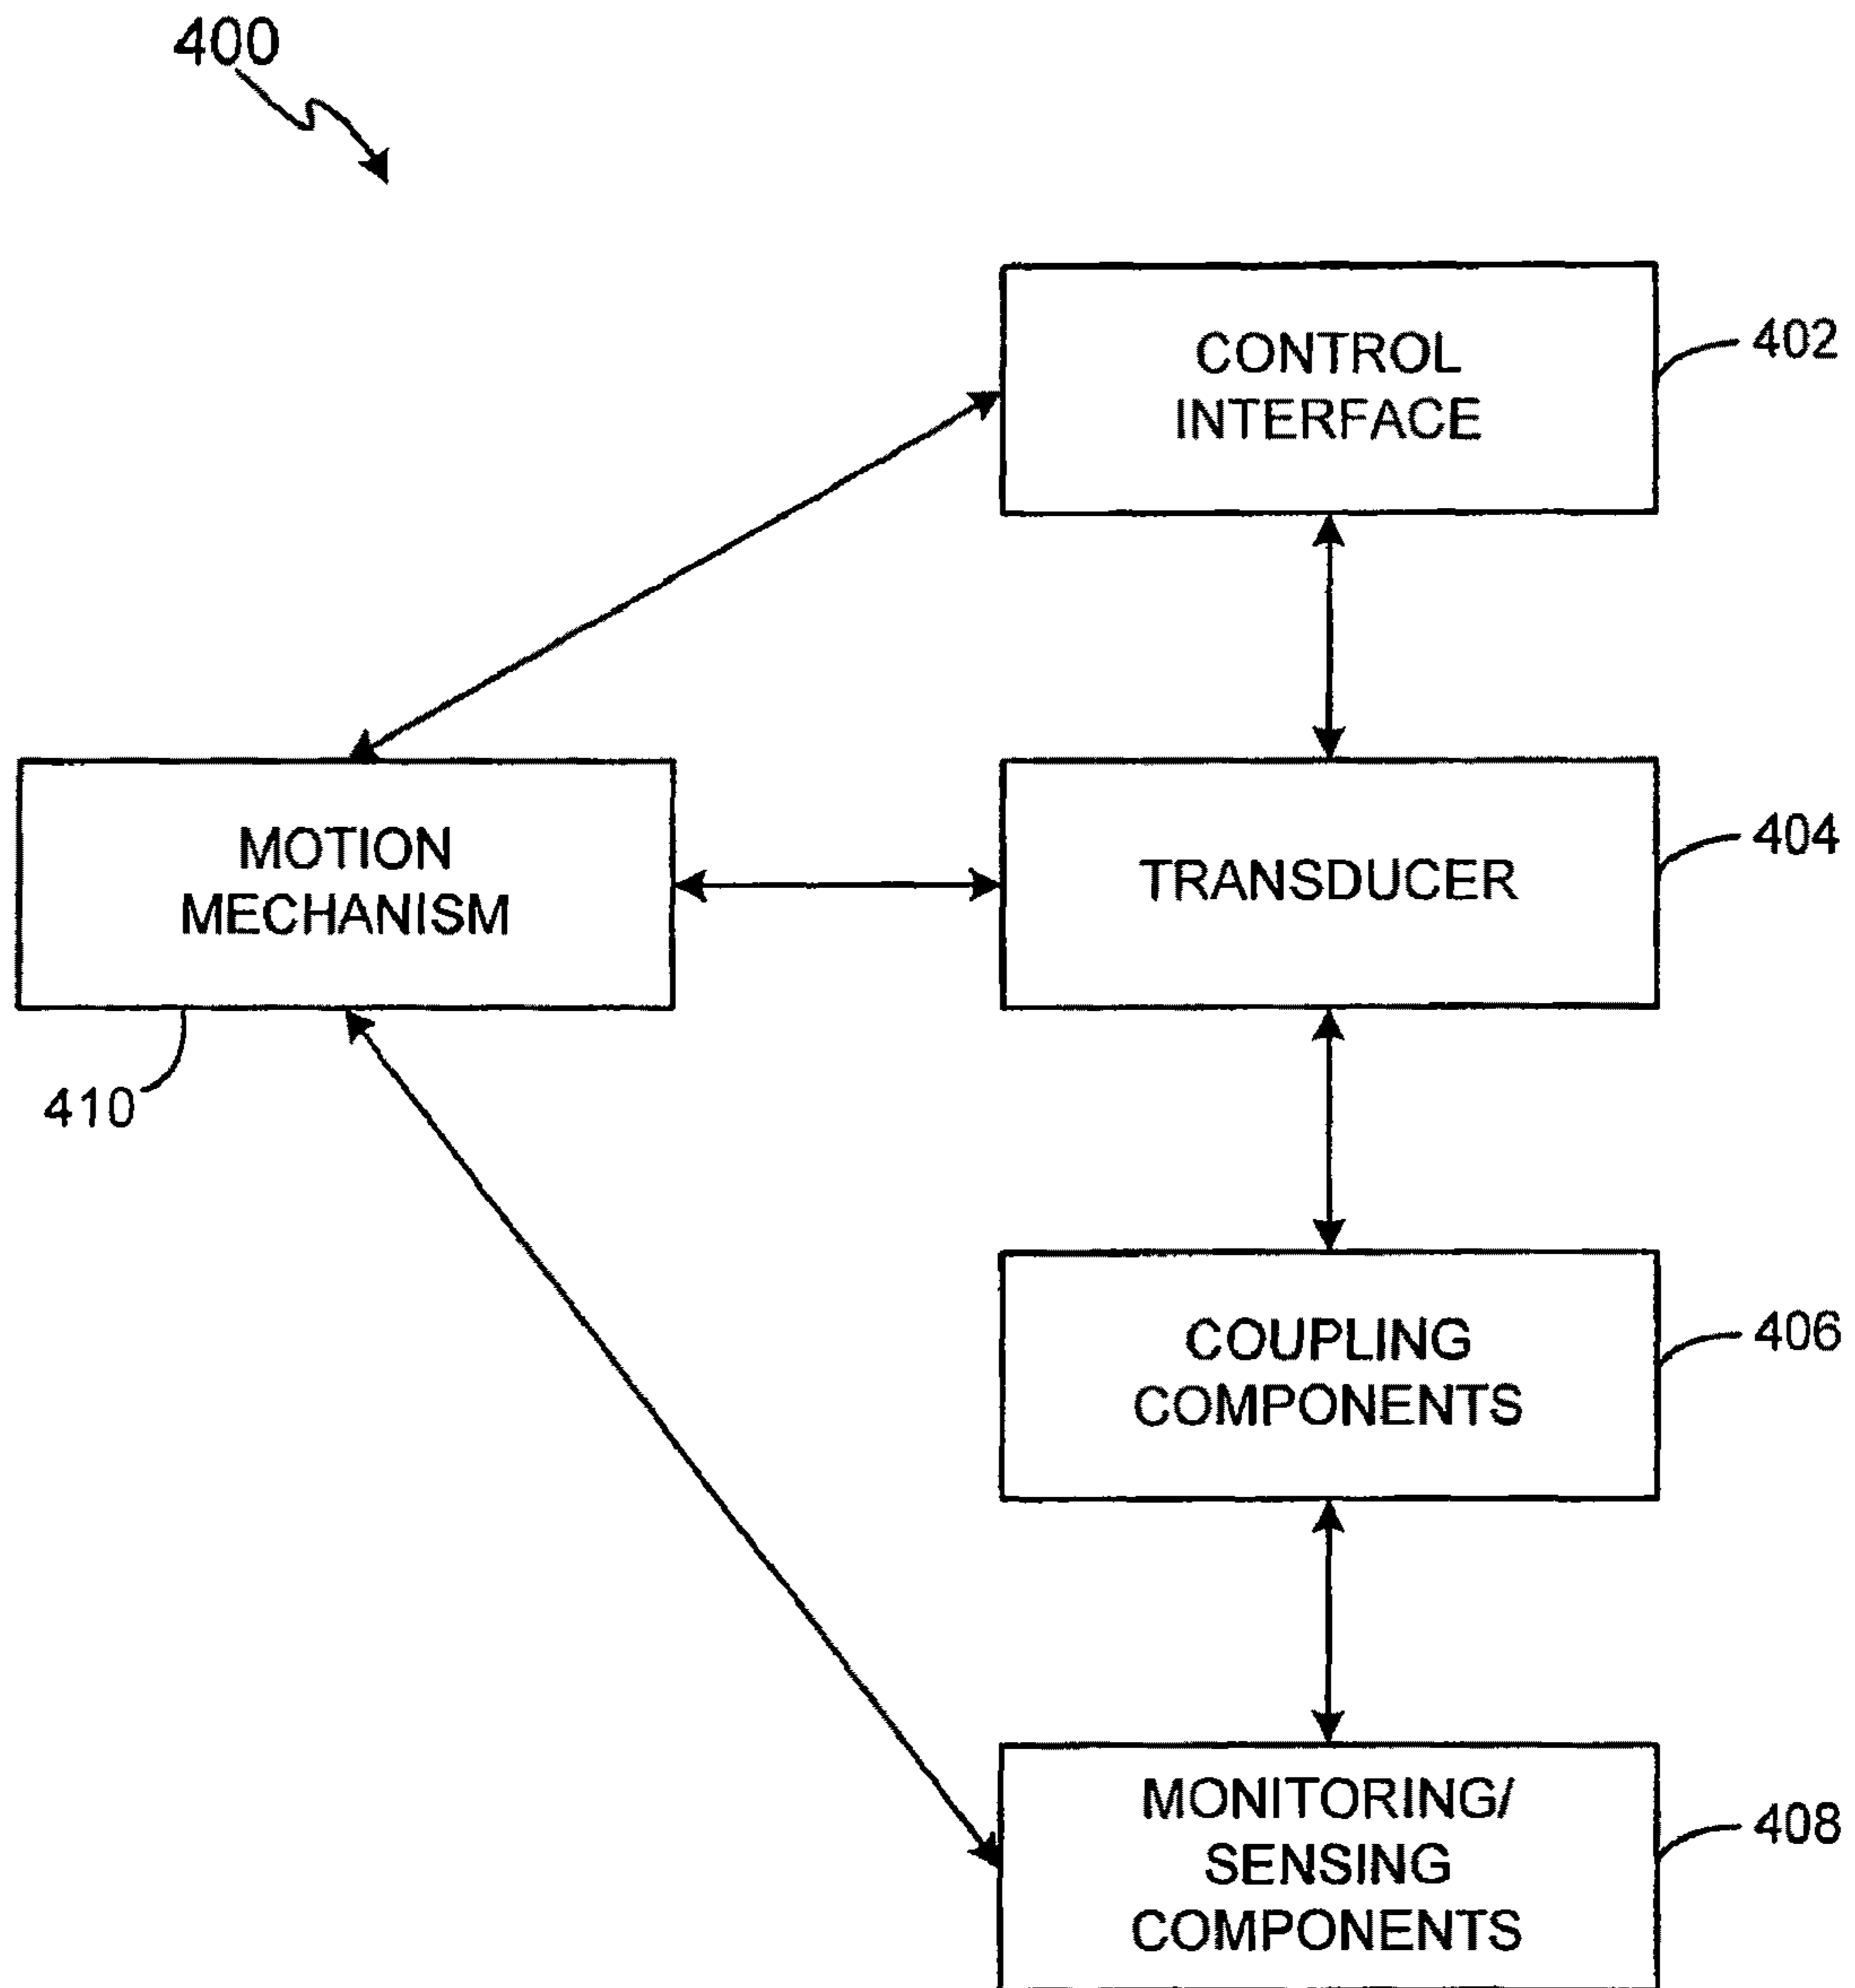 400
CONTROL
INTERFACE
402
MOTION
MECHANISM
410
TRANSDUCER
404
COUPLING
COMPONENTS
406
MONITORING/
SENSING
COMPONENTS
408